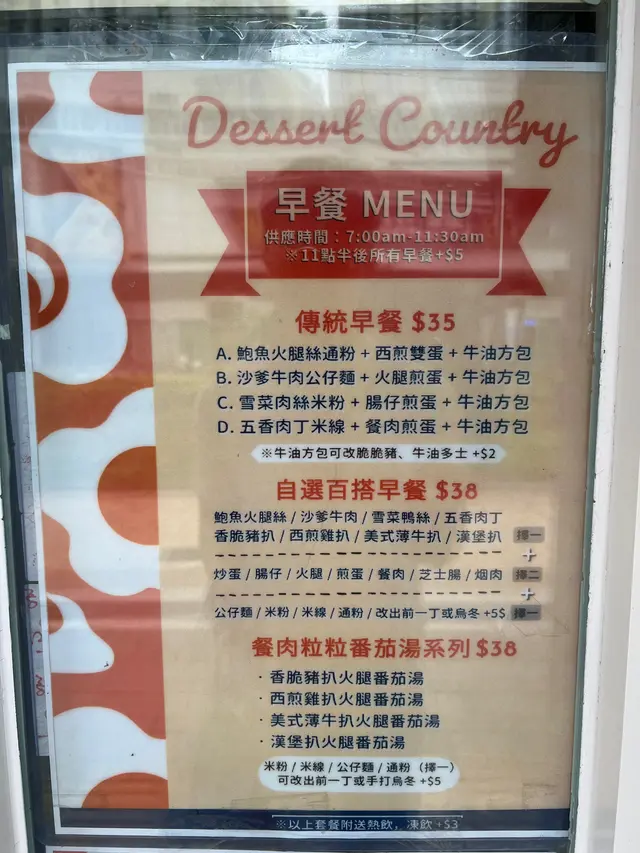 Dessert Country
早餐 MENU
供應時間：7:00am-11:30am
※11點半後所有早餐+$5
傳統早餐 $35
A. 鮑魚火腿絲通粉 + 西煎雙蛋 + 牛油方包
B. 沙爹牛肉公仔麵 + 火腿煎蛋 + 牛油方包
C. 雪菜肉絲米粉 + 腸仔煎蛋 + 牛油方包
D. 五香肉丁米線 + 餐肉煎蛋 + 牛油方包
※牛油方包可改脆脆豬、牛油多士 +$2
自選百搭早餐 $38
鮑魚火腿絲 / 沙爹牛肉 / 雪菜鴨絲 / 五香肉丁
香脆豬扒 / 西煎雞扒 / 美式薄牛扒 / 漢堡扒 擇一
+
炒蛋 / 腸仔 / 火腿 / 煎蛋 / 餐肉 / 芝士腸 / 烟肉 擇二
+
公仔麵 / 米粉 / 米線 / 通粉 / 改出前一丁或烏冬 +5$ 擇一
餐肉粒粒番茄湯系列 $38
· 香脆豬扒火腿番茄湯
· 西煎雞扒火腿番茄湯
· 美式薄牛扒火腿番茄湯
· 漢堡扒火腿番茄湯
米粉 / 米線 / 公仔麵 / 通粉（擇一）
可改出前一丁或手打烏冬 +$5
※以上套餐附送熱飲，凍飲 +$3